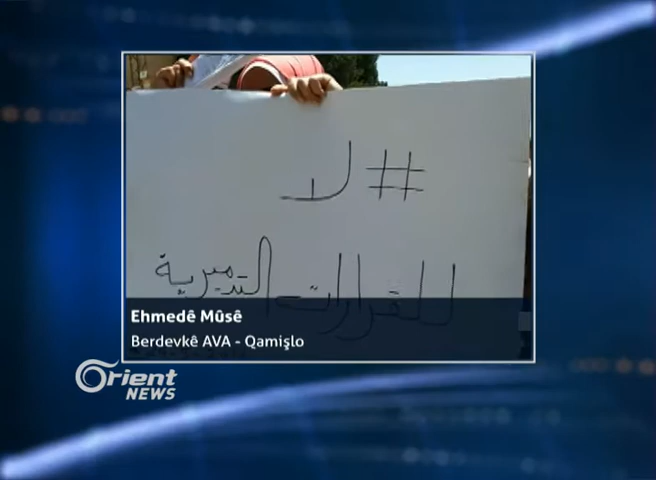 #لا
للقرارات التدميرية
Ehmedê Mûsê
Berdevkê AVA - Qamişlo
Orient
NEWS